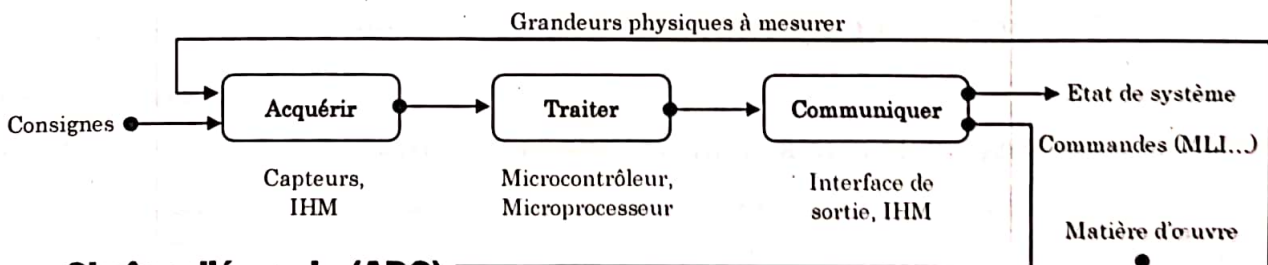 Grandeurs physiques à mesurer
Consignes
Acquérir
Traiter
Communiquer
Etat de système
Commandes (MLI...)
Capteurs,
IHM
Microcontrôleur,
Microprocesseur
Interface de
sortie, IHM
Matière d'œuvre